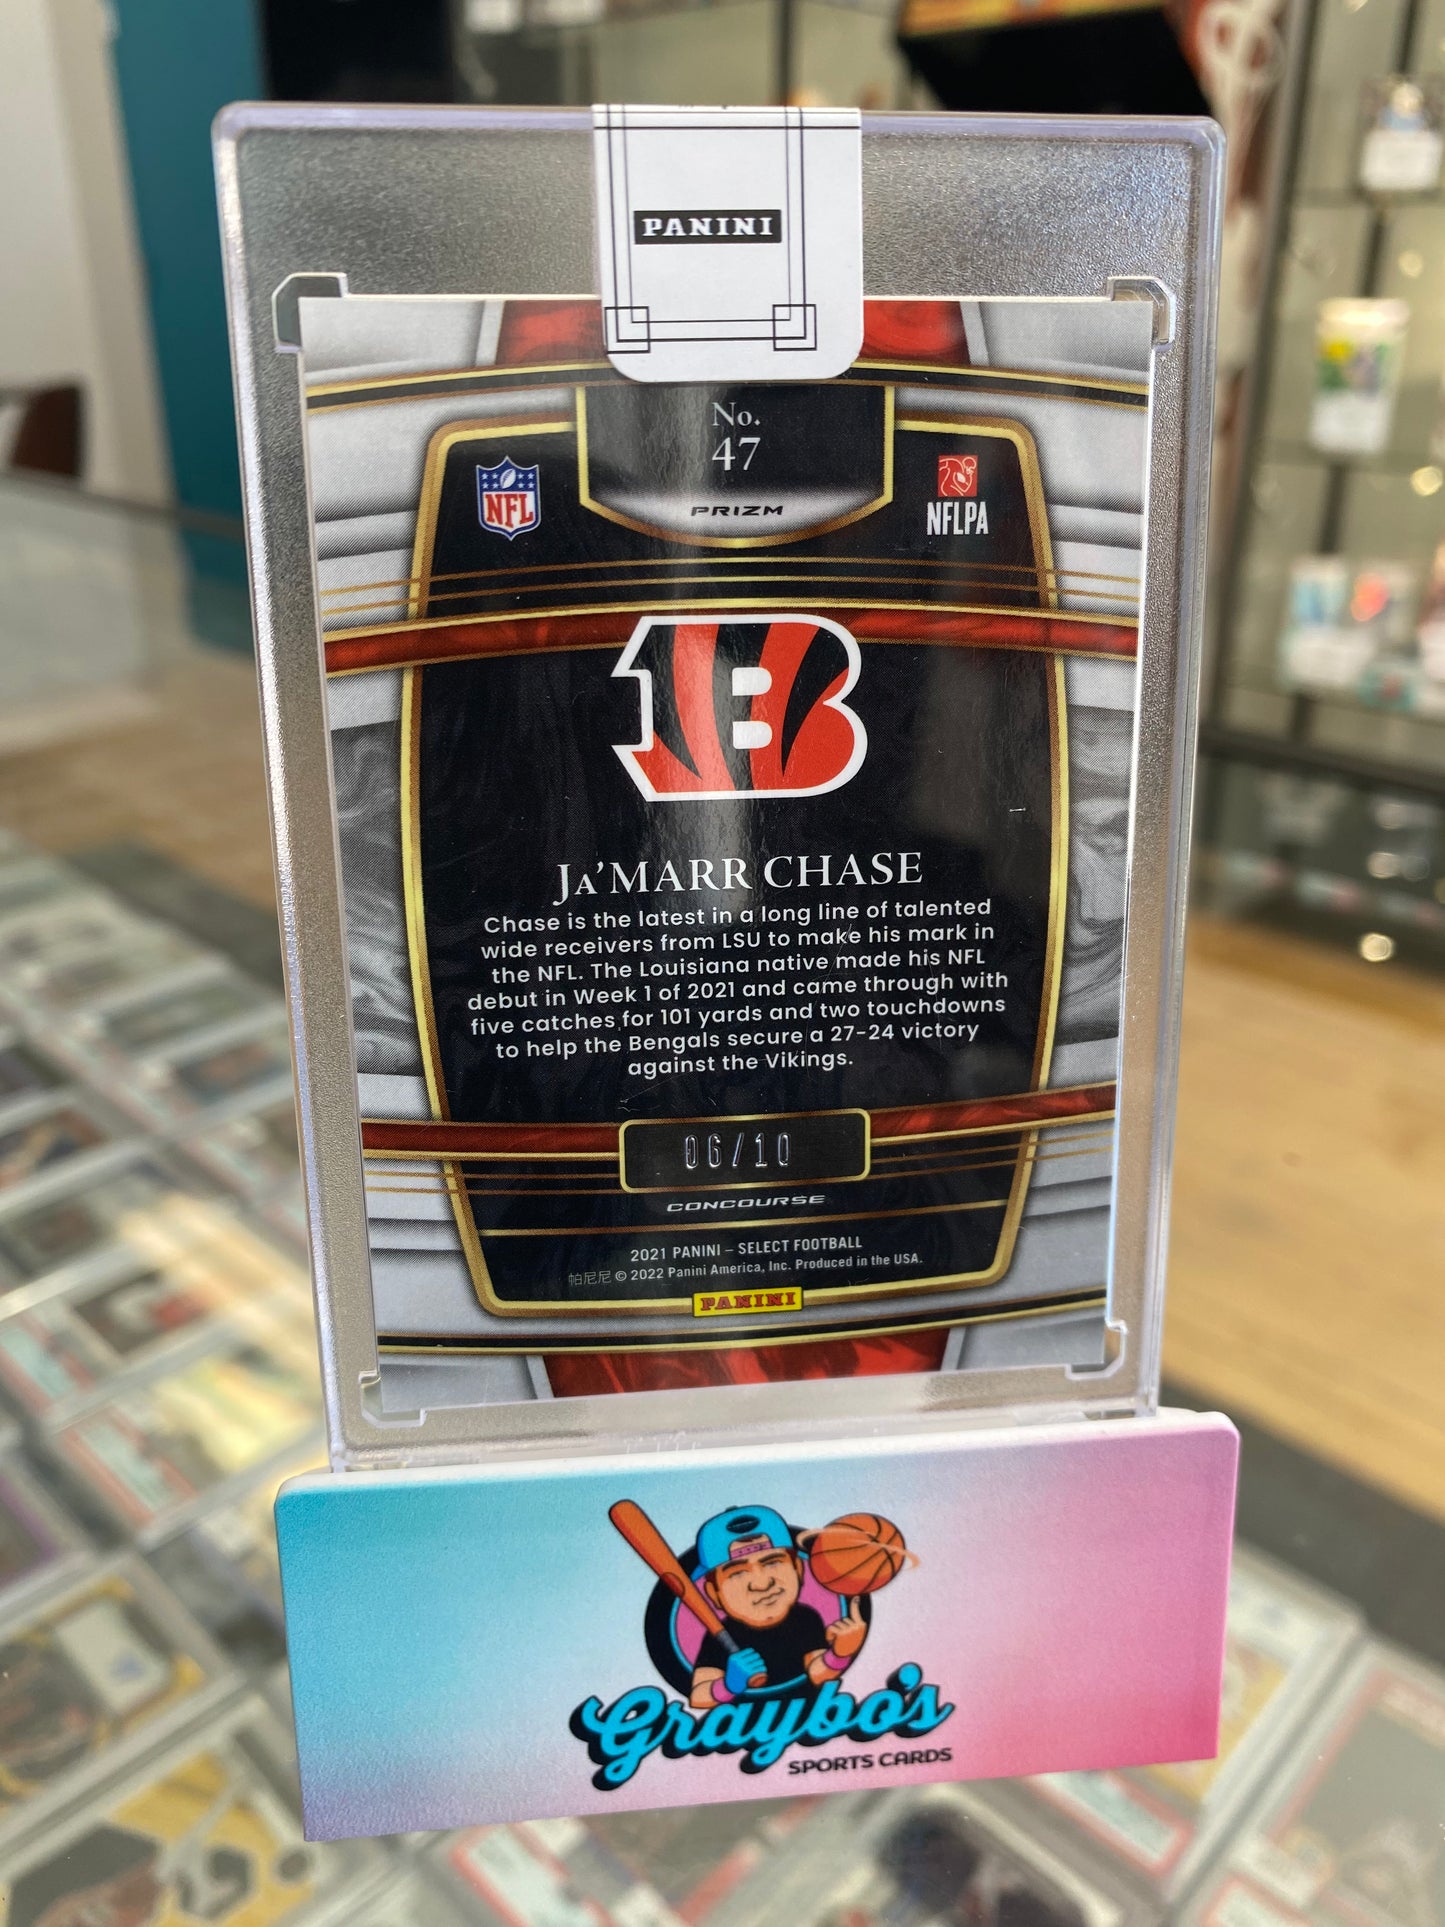 PANINI
No.
47
PRIZM
NFL
NFLPA
JA'MARR CHASE
Chase is the latest in a long line of talented
wide receivers from LSU to make his mark in
the NFL. The Louisiana native made his NFL
debut in Week 1 of 2021 and came through with
five catches for 101 yards and two touchdowns
to help the Bengals secure a 27-24 victory
against the Vikings.
06/10
CONCOURSE
2021 PANINI – SELECT FOOTBALL
帕尼尼 © 2022 Panini America, Inc. Produced in the USA.
PANINI
Graybo's
SPORTS CARDS